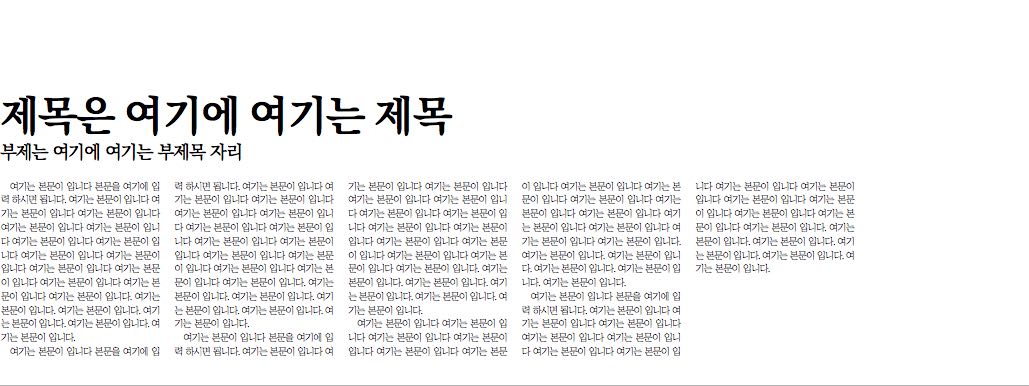 제목은 여기에 여기는 제목
부제는 여기에 여기는 부제목 자리
여기는 본문이 입니다 본문을 여기에 입
력 하시면 됩니다. 여기는 본문이 입니다 여
기는 본문이 입니다 여기는 본문이 입니다
여기는 본문이 입니다 여기는 본문이 입니
다 여기는 본문이 입니다 여기는 본문이 입
니다 여기는 본문이 입니다 여기는 본문이
입니다 여기는 본문이 입니다 여기는 본문
이 입니다 여기는 본문이 입니다 여기는 본
문이 입니다 여기는 본문이 입니다. 여기는
본문이 입니다. 여기는 본문이 입니다. 여기
는 본문이 입니다. 여기는 본문이 입니다. 여
기는 본문이 입니다.
여기는 본문이 입니다 본문을 여기에 입
력 하시면 됩니다. 여기는 본문이 입니다 여
기는 본문이 입니다 여기는 본문이 입니다
여기는 본문이 입니다 여기는 본문이 입니
다 여기는 본문이 입니다 여기는 본문이 입
니다 여기는 본문이 입니다 여기는 본문이
입니다 여기는 본문이 입니다 여기는 본문
이 입니다 여기는 본문이 입니다 여기는 본
문이 입니다 여기는 본문이 입니다. 여기는
본문이 입니다. 여기는 본문이 입니다. 여기
는 본문이 입니다. 여기는 본문이 입니다. 여
기는 본문이 입니다.
여기는 본문이 입니다 본문을 여기에 입
력 하시면 됩니다. 여기는 본문이 입니다 여
기는 본문이 입니다 여기는 본문이 입니다
여기는 본문이 입니다 여기는 본문이 입니
다 여기는 본문이 입니다 여기는 본문이 입
니다 여기는 본문이 입니다 여기는 본문이
입니다 여기는 본문이 입니다 여기는 본문
이 입니다 여기는 본문이 입니다 여기는 본
문이 입니다 여기는 본문이 입니다. 여기는
본문이 입니다. 여기는 본문이 입니다. 여기
는 본문이 입니다. 여기는 본문이 입니다. 여
기는 본문이 입니다.
여기는 본문이 입니다 여기는 본문이 입
니다 여기는 본문이 입니다 여기는 본문이
입니다 여기는 본문이 입니다 여기는 본문
이 입니다 여기는 본문이 입니다 여기는 본
문이 입니다 여기는 본문이 입니다 여기는
본문이 입니다 여기는 본문이 입니다 여기
는 본문이 입니다 여기는 본문이 입니다 여
기는 본문이 입니다 여기는 본문이 입니다.
여기는 본문이 입니다. 여기는 본문이 입니
다. 여기는 본문이 입니다. 여기는 본문이 입
니다. 여기는 본문이 입니다.
여기는 본문이 입니다 본문을 여기에 입
력 하시면 됩니다. 여기는 본문이 입니다 여
기는 본문이 입니다 여기는 본문이 입니다
여기는 본문이 입니다 여기는 본문이 입니
다 여기는 본문이 입니다 여기는 본문이 입
니다 여기는 본문이 입니다 여기는 본문이
입니다 여기는 본문이 입니다 여기는 본문
이 입니다 여기는 본문이 입니다 여기는 본
문이 입니다 여기는 본문이 입니다. 여기는
본문이 입니다. 여기는 본문이 입니다. 여기
는 본문이 입니다. 여기는 본문이 입니다. 여
기는 본문이 입니다.